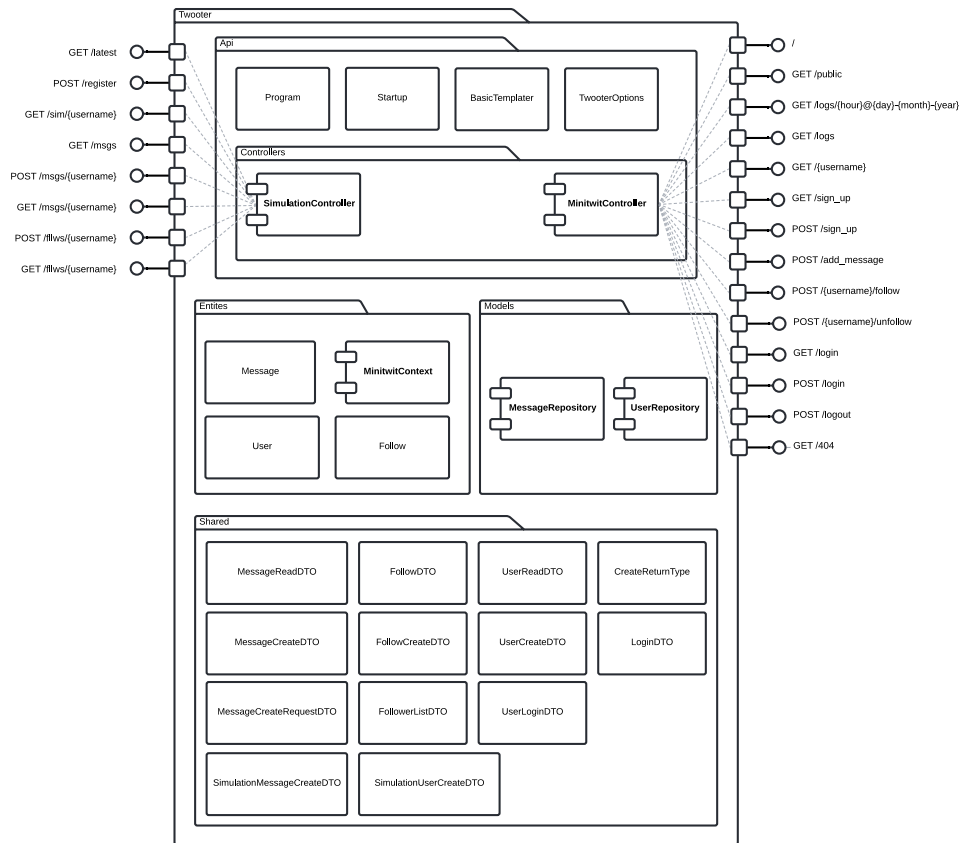 Twooter
GET /latest
POST /register
GET /sim/{username}
GET /msgs
POST /msgs/{username}
GET /msgs/{username}
POST /fllws/{username}
GET /fllws/{username}
Api
Program
Startup
BasicTemplater
TwooterOptions
Controllers
SimulationController
MinitwitController
/
GET /public
GET /logs/{hour}@{day}-{month}-{year}
GET /logs
GET /{username}
GET /sign_up
POST /sign_up
POST /add_message
POST /{username}/follow
POST /{username}/unfollow
GET /login
POST /login
POST /logout
GET /404
Entites
Message
MinitwitContext
User
Follow
Models
MessageRepository
UserRepository
Shared
MessageReadDTO
FollowDTO
UserReadDTO
CreateReturnType
MessageCreateDTO
FollowCreateDTO
UserCreateDTO
LoginDTO
MessageCreateRequestDTO
FollowerListDTO
UserLoginDTO
SimulationMessageCreateDTO
SimulationUserCreateDTO